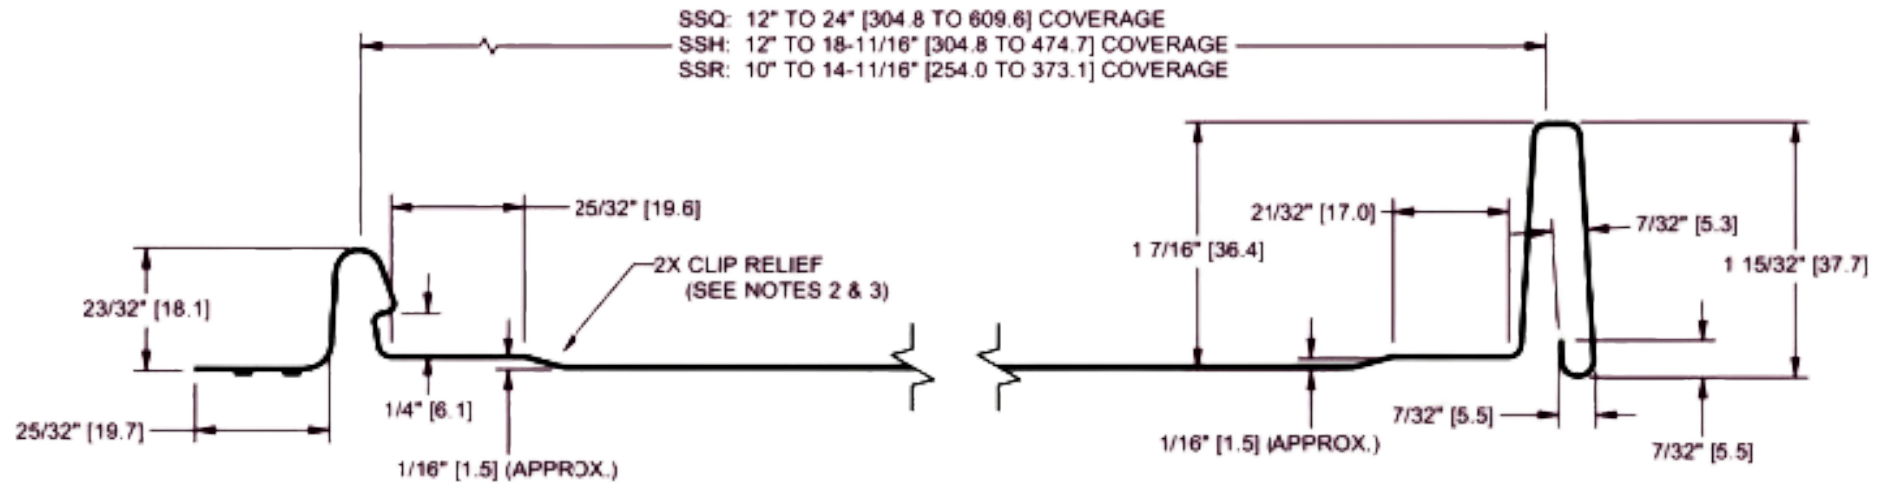 SSQ: 12" TO 24" [304.8 TO 609.6] COVERAGE
SSH: 12" TO 18-11/16" [304.8 TO 474.7] COVERAGE
SSR: 10" TO 14-11/16" [254.0 TO 373.1] COVERAGE
25/32" [19.6]
21/32" [17.0]
7/32" [5.3]
1 7/16" [36.4]
1 15/32" [37.7]
2X CLIP RELIEF
(SEE NOTES 2 & 3)
23/32" [18.1]
1/4" [6.1]
7/32" [5.5]
25/32" [19.7]
1/16" [1.5] (APPROX.)
7/32" [5.5]
1/16" [1.5] (APPROX.)